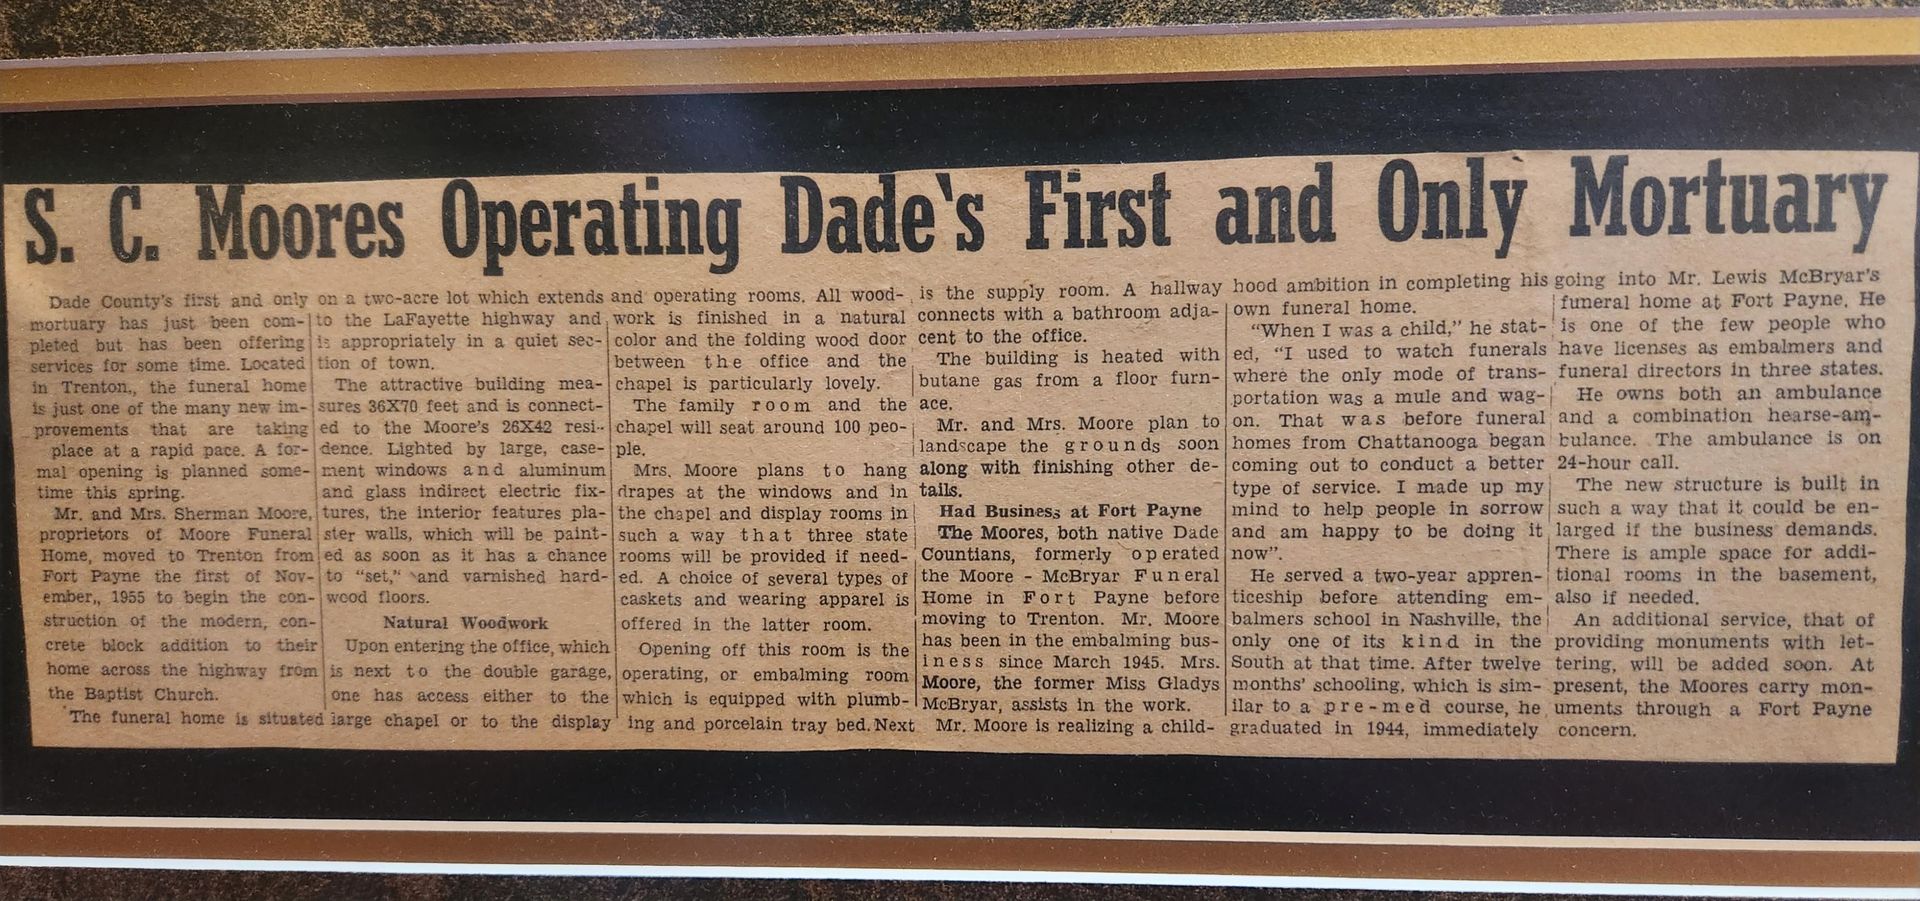 S. C. Moores Operating Dade's First and Only Mortuary
Dade County's first and only
mortuary has just been com-
pleted but has been offering
services for some time. Located
in Trenton., the funeral home
is just one of the many new im-
provements that are taking
place at a rapid pace. A for-
mal opening is planned some-
time this spring.
Mr. and Mrs. Sherman Moore,
proprietors of Moore Funeral
Home, moved to Trenton from
Fort Payne the first of Nov-
ember,, 1955 to begin the con-
struction of the modern, con-
crete block addition to their
home across the highway from
the Baptist Church.
The funeral home is situated
on a two-acre lot which extends
to the LaFayette highway and
is appropriately in a quiet sec-
tion of town.
The attractive building mea-
sures 36X70 feet and is connect-
ed to the Moore's 26X42 resi-
dence. Lighted by large, case-
ment windows and aluminum
and glass indirect electric fix-
tures, the interior features pla-
ster walls, which will be paint-
ed as soon as it has a chance
to "set," and varnished hard-
wood floors.
Natural Woodwork
Upon entering the office, which
is next to the double garage,
one has access either to the
large chapel or to the display
and operating rooms. All wood-
work is finished in a natural
color and the folding wood door
between the office and the
chapel is particularly lovely.
The family room and the
chapel will seat around 100 peo-
ple.
Mrs. Moore plans to hang
drapes at the windows and in
the chapel and display rooms in
such a way that three state
rooms will be provided if need-
ed. A choice of several types of
caskets and wearing apparel is
offered in the latter room.
Opening off this room is the
operating, or embalming room
which is equipped with plumb-
ing and porcelain tray bed. Next
is the supply room. A hallway
connects with a bathroom adja-
cent to the office.
The building is heated with
butane gas from a floor furn-
ace.
Mr. and Mrs. Moore plan to
landscape the grounds soon
along with finishing other de-
tails.
Had Business at Fort Payne
The Moores, both native Dade
Countians, formerly operated
the Moore - McBryar Funeral
Home in Fort Payne before
moving to Trenton. Mr. Moore
has been in the embalming bus-
iness since March 1945. Mrs.
Moore, the former Miss Gladys
McBryar, assists in the work.
Mr. Moore is realizing a child-
hood ambition in completing his
own funeral home.
"When I was a child," he stat-
ed, "I used to watch funerals
where the only mode of trans-
portation was a mule and wag-
on. That was before funeral
homes from Chattanooga began
coming out to conduct a better
type of service. I made up my
mind to help people in sorrow
and am happy to be doing it
now".
He served a two-year appren-
ticeship before attending em-
balmers school in Nashville, the
only one of its kind in the
South at that time. After twelve
months' schooling, which is sim-
ilar to a pre-med course, he
graduated in 1944, immediately
going into Mr. Lewis McBryar's
funeral home at Fort Payne. He
is one of the few people who
have licenses as embalmers and
funeral directors in three states.
He owns both an ambulance
and a combination hearse-am-
bulance. The ambulance is on
24-hour call.
The new structure is built in
such a way that it could be en-
larged if the business demands.
There is ample space for addi-
tional rooms in the basement,
also if needed.
An additional service, that of
providing monuments with let-
tering, will be added soon. At
present, the Moores carry mon-
uments through a Fort Payne
concern.